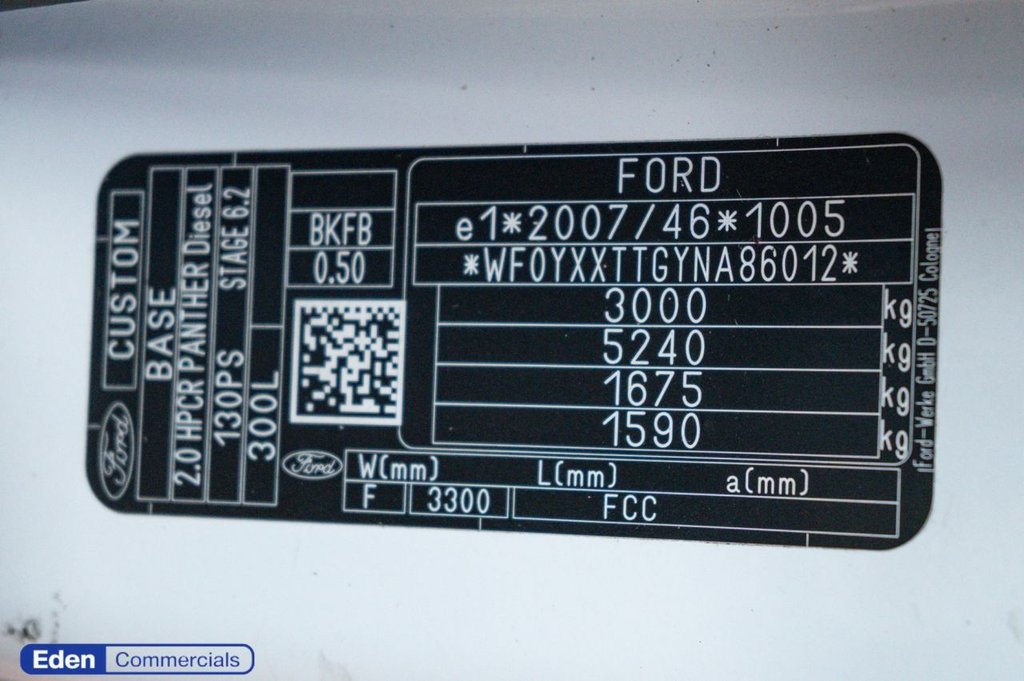 FORD
e1*2007/46*1005
*WF0YXXTTGYNA86012*
3000 kg
5240 kg
1675 kg
1590 kg
Ford-Werke GmbH D-50725 Cologne
BKFB
0.50
CUSTOM
BASE
2.0 HPCR PANTHER Diesel
130PS STAGE 6.2
300L
Ford
Ford
W(mm) L(mm) a(mm)
F 3300 FCC
Eden Commercials